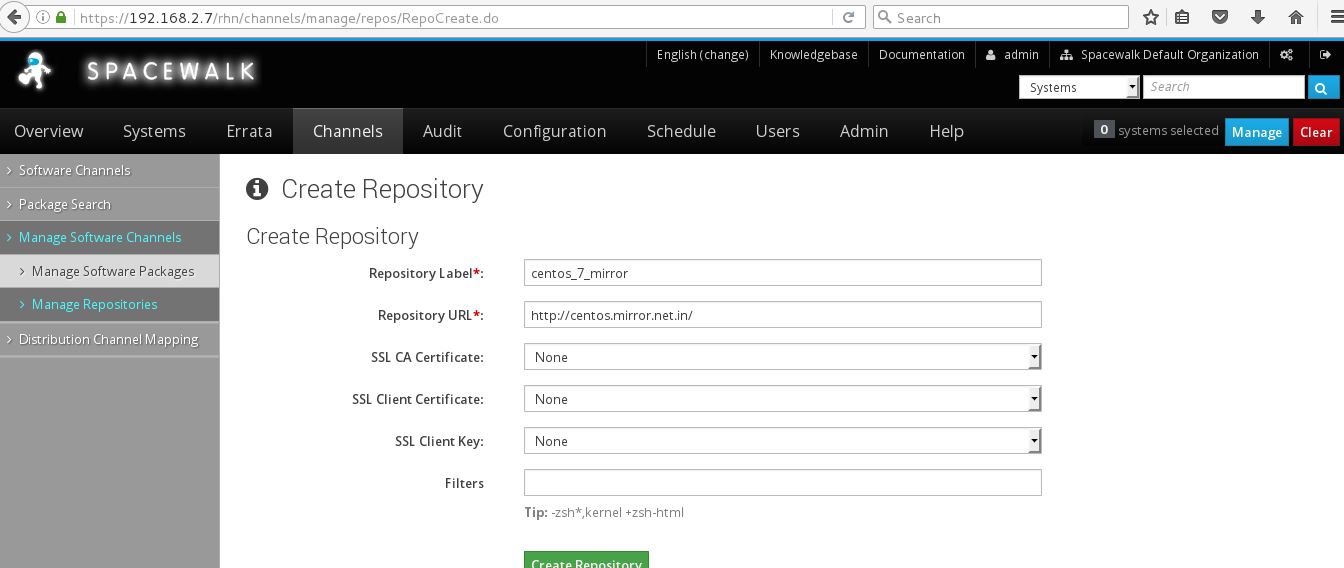 https://192.168.2.7/rhn/channels/manage/repos/RepoCreate.do
Search
SPACEWALK
English (change)
Knowledgebase
Documentation
admin
Spacewalk Default Organization
Systems
Search
Overview
Systems
Errata
Channels
Audit
Configuration
Schedule
Users
Admin
Help
0 systems selected
Manage
Clear
Software Channels
Package Search
Manage Software Channels
Manage Software Packages
Manage Repositories
Distribution Channel Mapping
Create Repository
Create Repository
Repository Label*: centos_7_mirror
Repository URL*: http://centos.mirror.net.in/
SSL CA Certificate: None
SSL Client Certificate: None
SSL Client Key: None
Filters
Tip: -zsh*,kernel +zsh-html
Create Repository